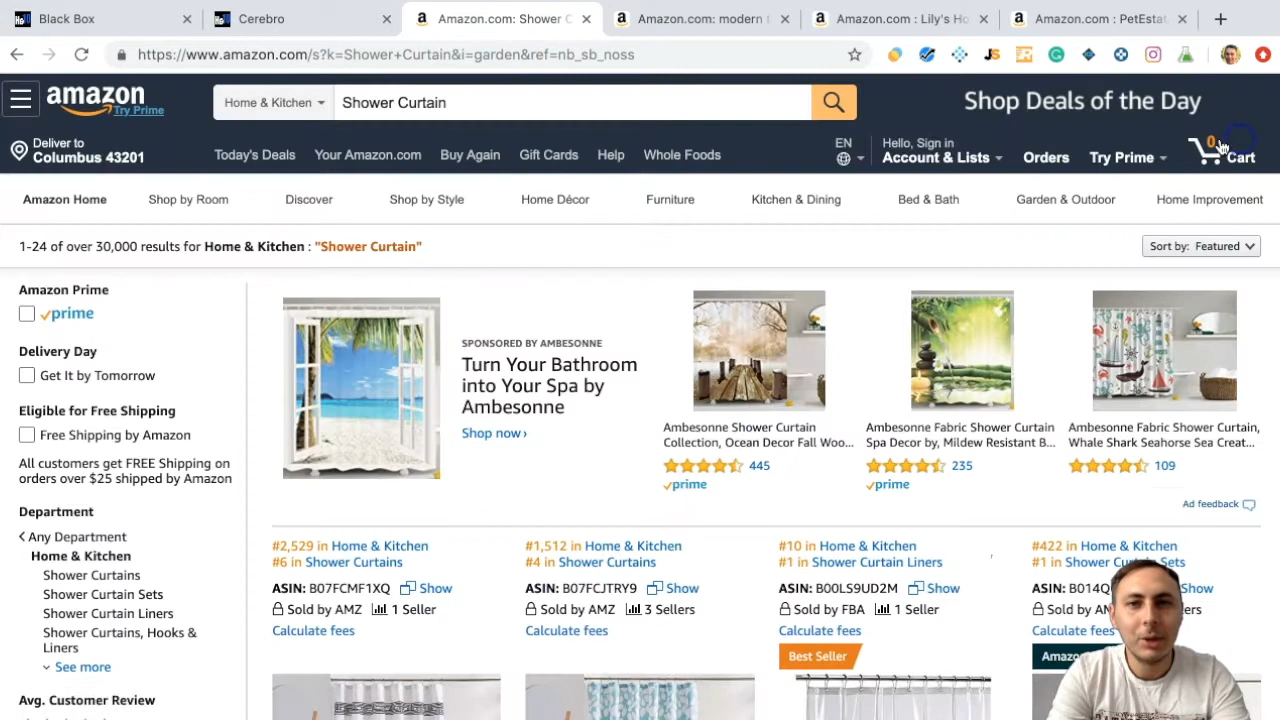 Black Box
Cerebro
Amazon.com: Shower C
Amazon.com: modern
Amazon.com : Lily's Ho
Amazon.com : PetEstat
https://www.amazon.com/s?k=Shower+Curtain&i=garden&ref=nb_sb_noss
amazon
Try Prime
Home & Kitchen
Shower Curtain
Shop Deals of the Day
Deliver to
Columbus 43201
Today's Deals
Your Amazon.com
Buy Again
Gift Cards
Help
Whole Foods
EN
Hello, Sign in
Account & Lists
Orders
Try Prime
0
Cart
Amazon Home
Shop by Room
Discover
Shop by Style
Home Décor
Furniture
Kitchen & Dining
Bed & Bath
Garden & Outdoor
Home Improvement
1-24 of over 30,000 results for Home & Kitchen : "Shower Curtain"
Sort by: Featured
Amazon Prime
prime
Delivery Day
Get It by Tomorrow
Eligible for Free Shipping
Free Shipping by Amazon
All customers get FREE Shipping on
orders over $25 shipped by Amazon
Department
Any Department
Home & Kitchen
Shower Curtains
Shower Curtain Sets
Shower Curtain Liners
Shower Curtains, Hooks &
Liners
See more
Avg. Customer Review
SPONSORED BY AMBESONNE
Turn Your Bathroom
into Your Spa by
Ambesonne
Shop now ›
Ambesonne Shower Curtain
Collection, Ocean Decor Fall Woo...
445
prime
Ambesonne Fabric Shower Curtain
Spa Decor by, Mildew Resistant B...
235
prime
Ambesonne Fabric Shower Curtain,
Whale Shark Seahorse Sea Creat...
109
Ad feedback
#2,529 in Home & Kitchen
#6 in Shower Curtains
ASIN: B07FCMF1XQ Show
Sold by AMZ 1 Seller
Calculate fees
#1,512 in Home & Kitchen
#4 in Shower Curtains
ASIN: B07FCJTRY9 Show
Sold by AMZ 3 Sellers
Calculate fees
#10 in Home & Kitchen
#1 in Shower Curtain Liners
ASIN: B00LS9UD2M Show
Sold by FBA 1 Seller
Calculate fees
Best Seller
#422 in Home & Kitchen
#1 in Shower Curtain Sets
ASIN: B014Q Show
Sold by AM ers
Calculate fees
Amazo